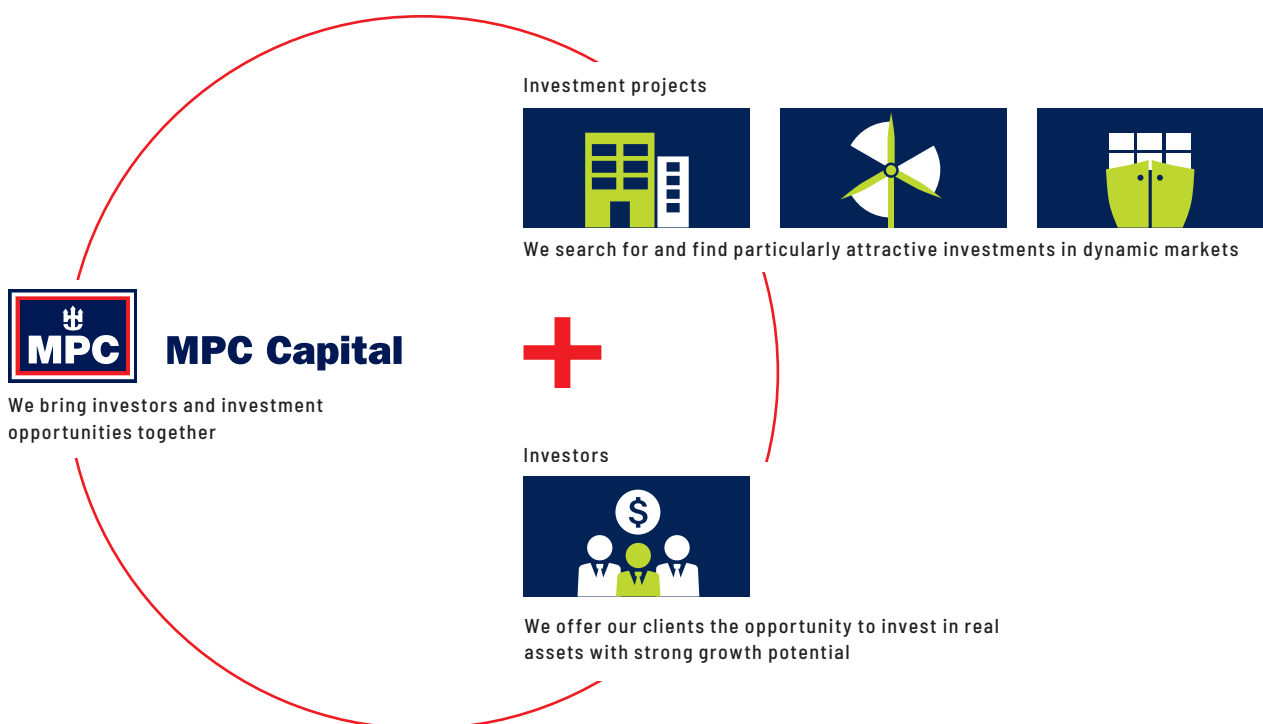 Investment projects
We search for and find particularly attractive investments in dynamic markets
MPC
MPC Capital
We bring investors and investment
opportunities together
Investors
$
We offer our clients the opportunity to invest in real
assets with strong growth potential